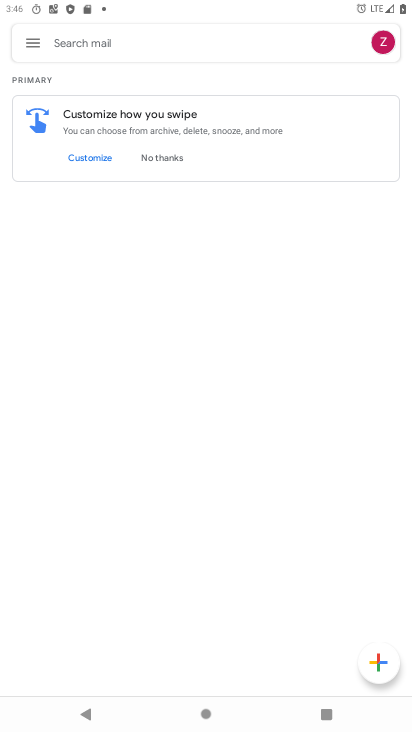 3:46
LTE
Search mail
Z
PRIMARY
Customize how you swipe
You can choose from archive, delete, snooze, and more
Customize No thanks